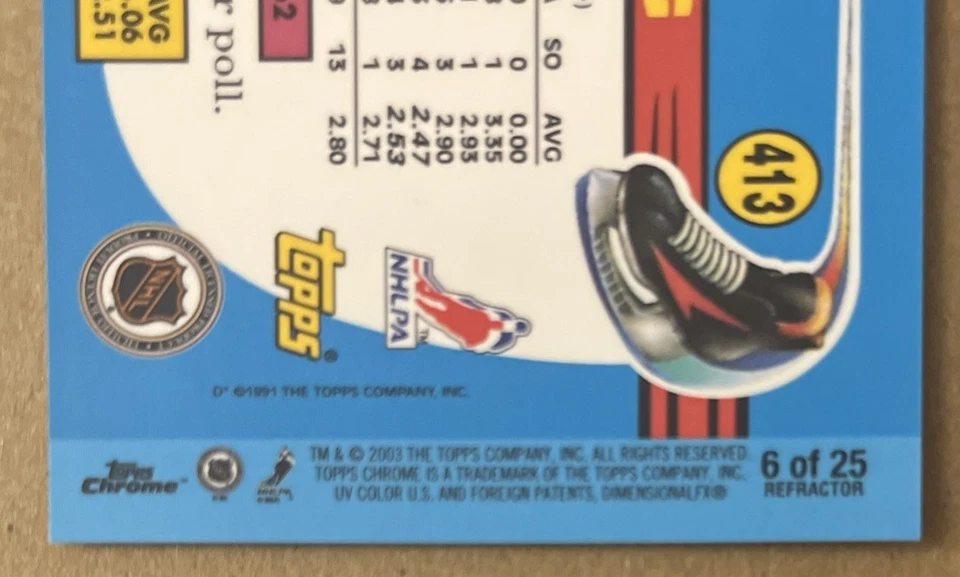 413
SO AVG
0 0.00
1 3.35
1 2.93
3 2.90
4 2.47
3 2.53
1 2.71
13 2.80
r poll.
AVG
.06
.51
NHLPA
TM
topps®
NHL
D* ©1991 THE TOPPS COMPANY, INC.
topps
Chrome™
TM & © 2003 THE TOPPS COMPANY, INC. ALL RIGHTS RESERVED.
TOPPS CHROME IS A TRADEMARK OF THE TOPPS COMPANY, INC.
UV COLOR U.S. AND FOREIGN PATENTS, DIMENSIONALFX®
6 of 25
REFRACTOR